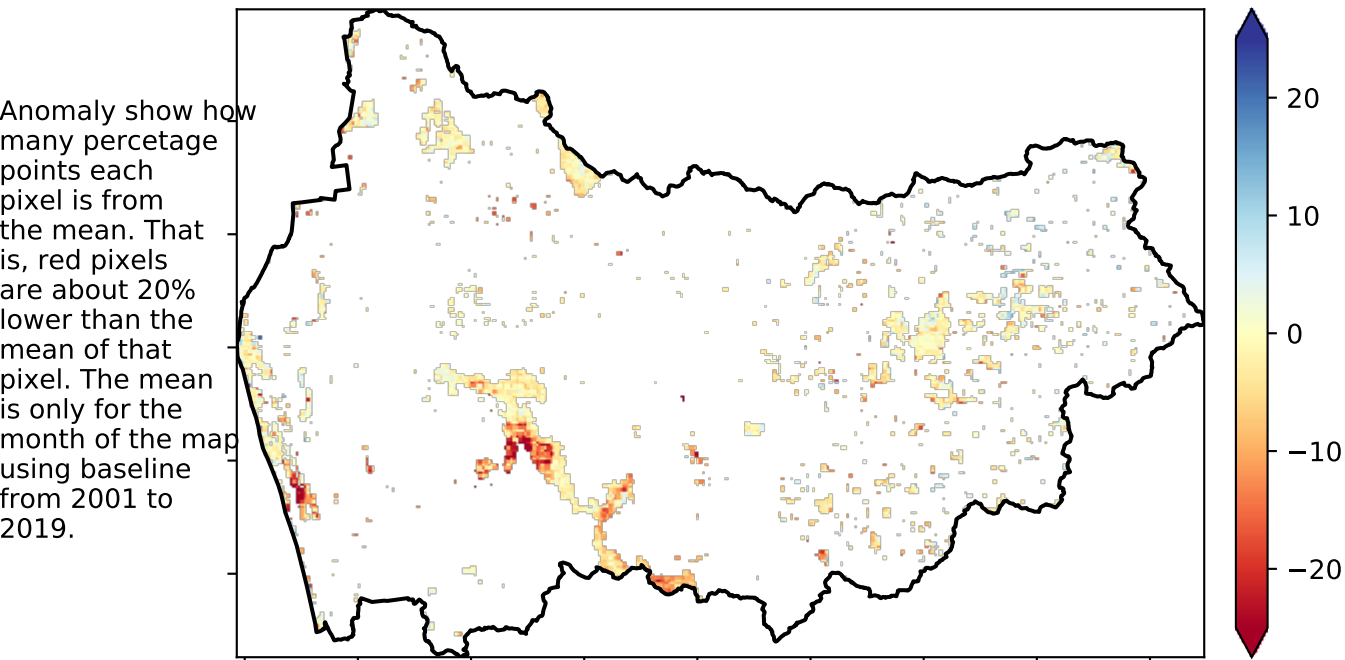 Anomaly show how
many percetage
points each
pixel is from
the mean. That
is, red pixels
are about 20%
lower than the
mean of that
pixel. The mean
is only for the
month of the map
using baseline
from 2001 to
2019.
20
10
0
−10
−20